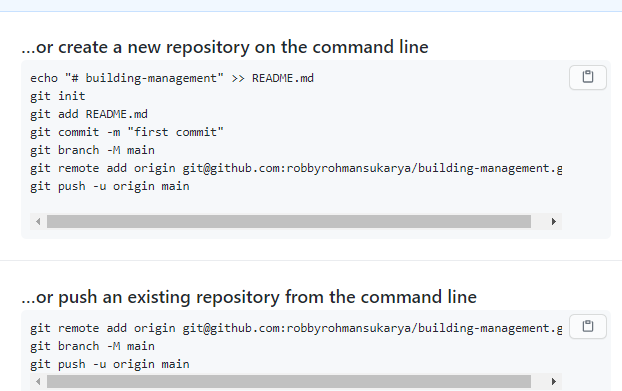 ...or create a new repository on the command line
echo "# building-management" >> README.md
git init
git add README.md
git commit -m "first commit"
git branch -M main
git remote add origin git@github.com:robbyrohmansukarya/building-management.g
git push -u origin main
...or push an existing repository from the command line
git remote add origin git@github.com:robbyrohmansukarya/building-management.g
git branch -M main
git push -u origin main